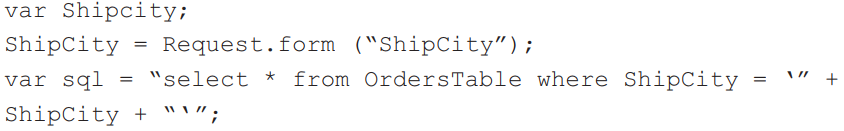 var Shipcity;
ShipCity = Request.form (“ShipCity”);
var sql = “select * from OrdersTable where ShipCity = ‘” +
ShipCity + “‘”;